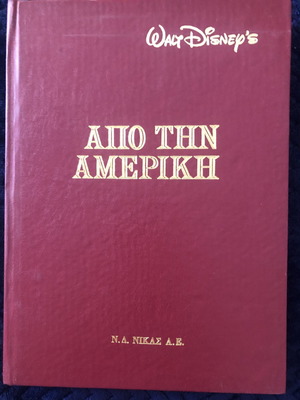 WALT DISNEY'S
ΑΠΟ ΤΗΝ
ΑΜΕΡΙΚΗ
Ν.Δ. ΝΙΚΑΣ Α.Ε.